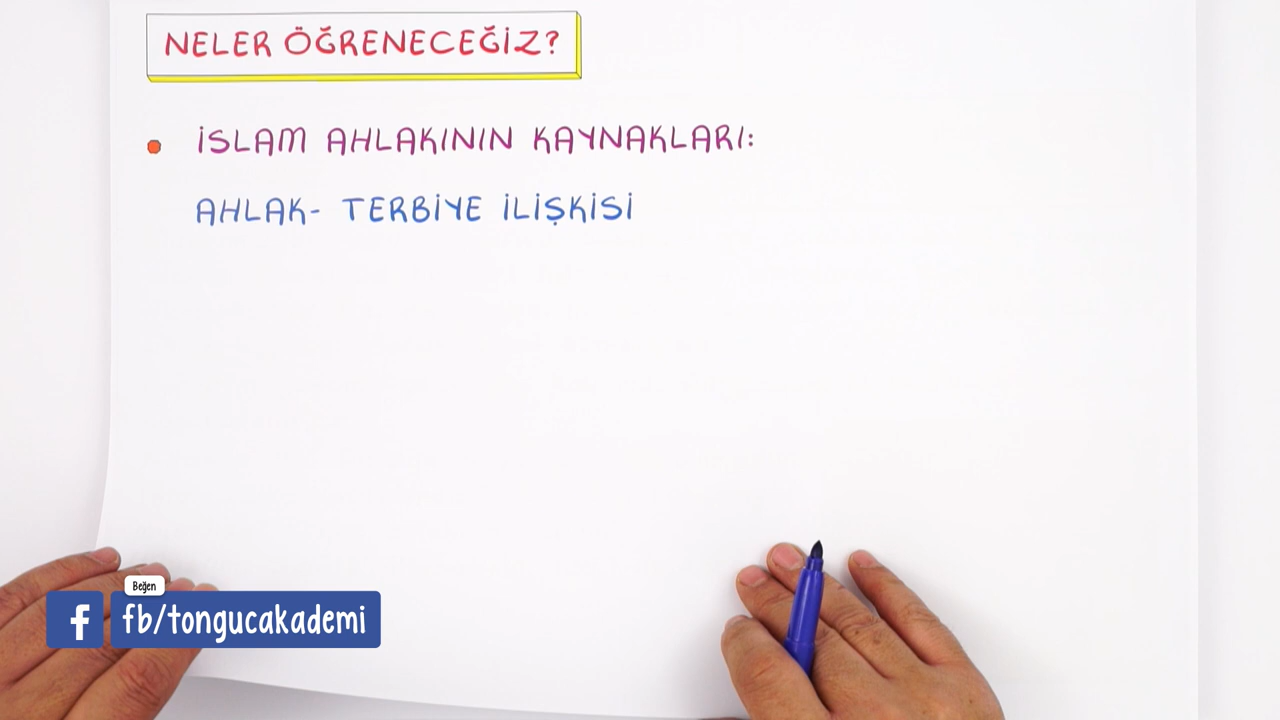 NELER ÖĞRENECEĞİZ?
İSLAM AHLAKININ KAYNAKLARI:
AHLAK- TERBİYE İLİŞKİSİ
Beğen
f fb/tongucakademi